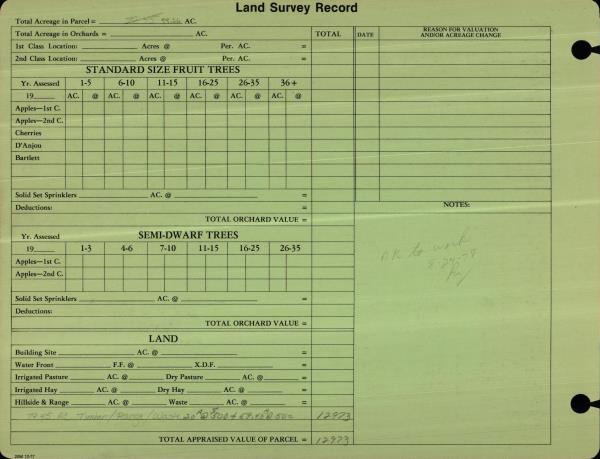 Land Survey Record
Total Acreage in Parcel = AC.
Total Acreage in Orchards = AC. TOTAL DATE REASON FOR VALUATION AND/OR ACREAGE CHANGE
1st Class Location: Acres @ Per. AC. =
2nd Class Location: Acres @ Per. AC. =
STANDARD SIZE FRUIT TREES
Yr. Assessed 1-5 6-10 11-15 16-25 26-35 36+
19 AC. @ AC. @ AC. @ AC. @ AC. @ AC. @
Apples—1st C.
Apples—2nd C.
Cherries
D'Anjou
Bartlett
Solid Set Sprinklers AC. @ =
Deductions: =
TOTAL ORCHARD VALUE =
NOTES:
OK to work
Yr. Assessed SEMI-DWARF TREES
19 1-3 4-6 7-10 11-15 16-25 26-35
Apples—1st C.
Apples—2nd C.
Solid Set Sprinklers AC. @ =
Deductions:
TOTAL ORCHARD VALUE =
LAND
Building Site AC. @ =
Water Front F.F. @ X.D.F. =
Irrigated Pasture AC. @ Dry Pasture AC. @ =
Irrigated Hay AC. @ Dry Hay AC. @ =
Hillside & Range AC. @ Waste AC. @ =
Timber/Range/Waste 12973
TOTAL APPRAISED VALUE OF PARCEL = 12973